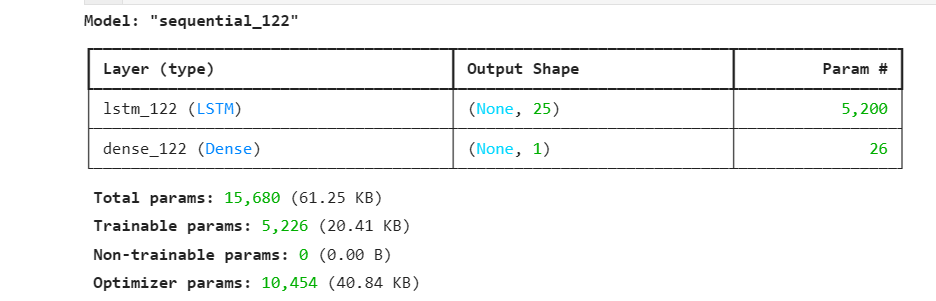 Model: "sequential_122"
Layer (type) Output Shape Param #
lstm_122 (LSTM) (None, 25) 5,200
dense_122 (Dense) (None, 1) 26
Total params: 15,680 (61.25 KB)
Trainable params: 5,226 (20.41 KB)
Non-trainable params: 0 (0.00 B)
Optimizer params: 10,454 (40.84 KB)